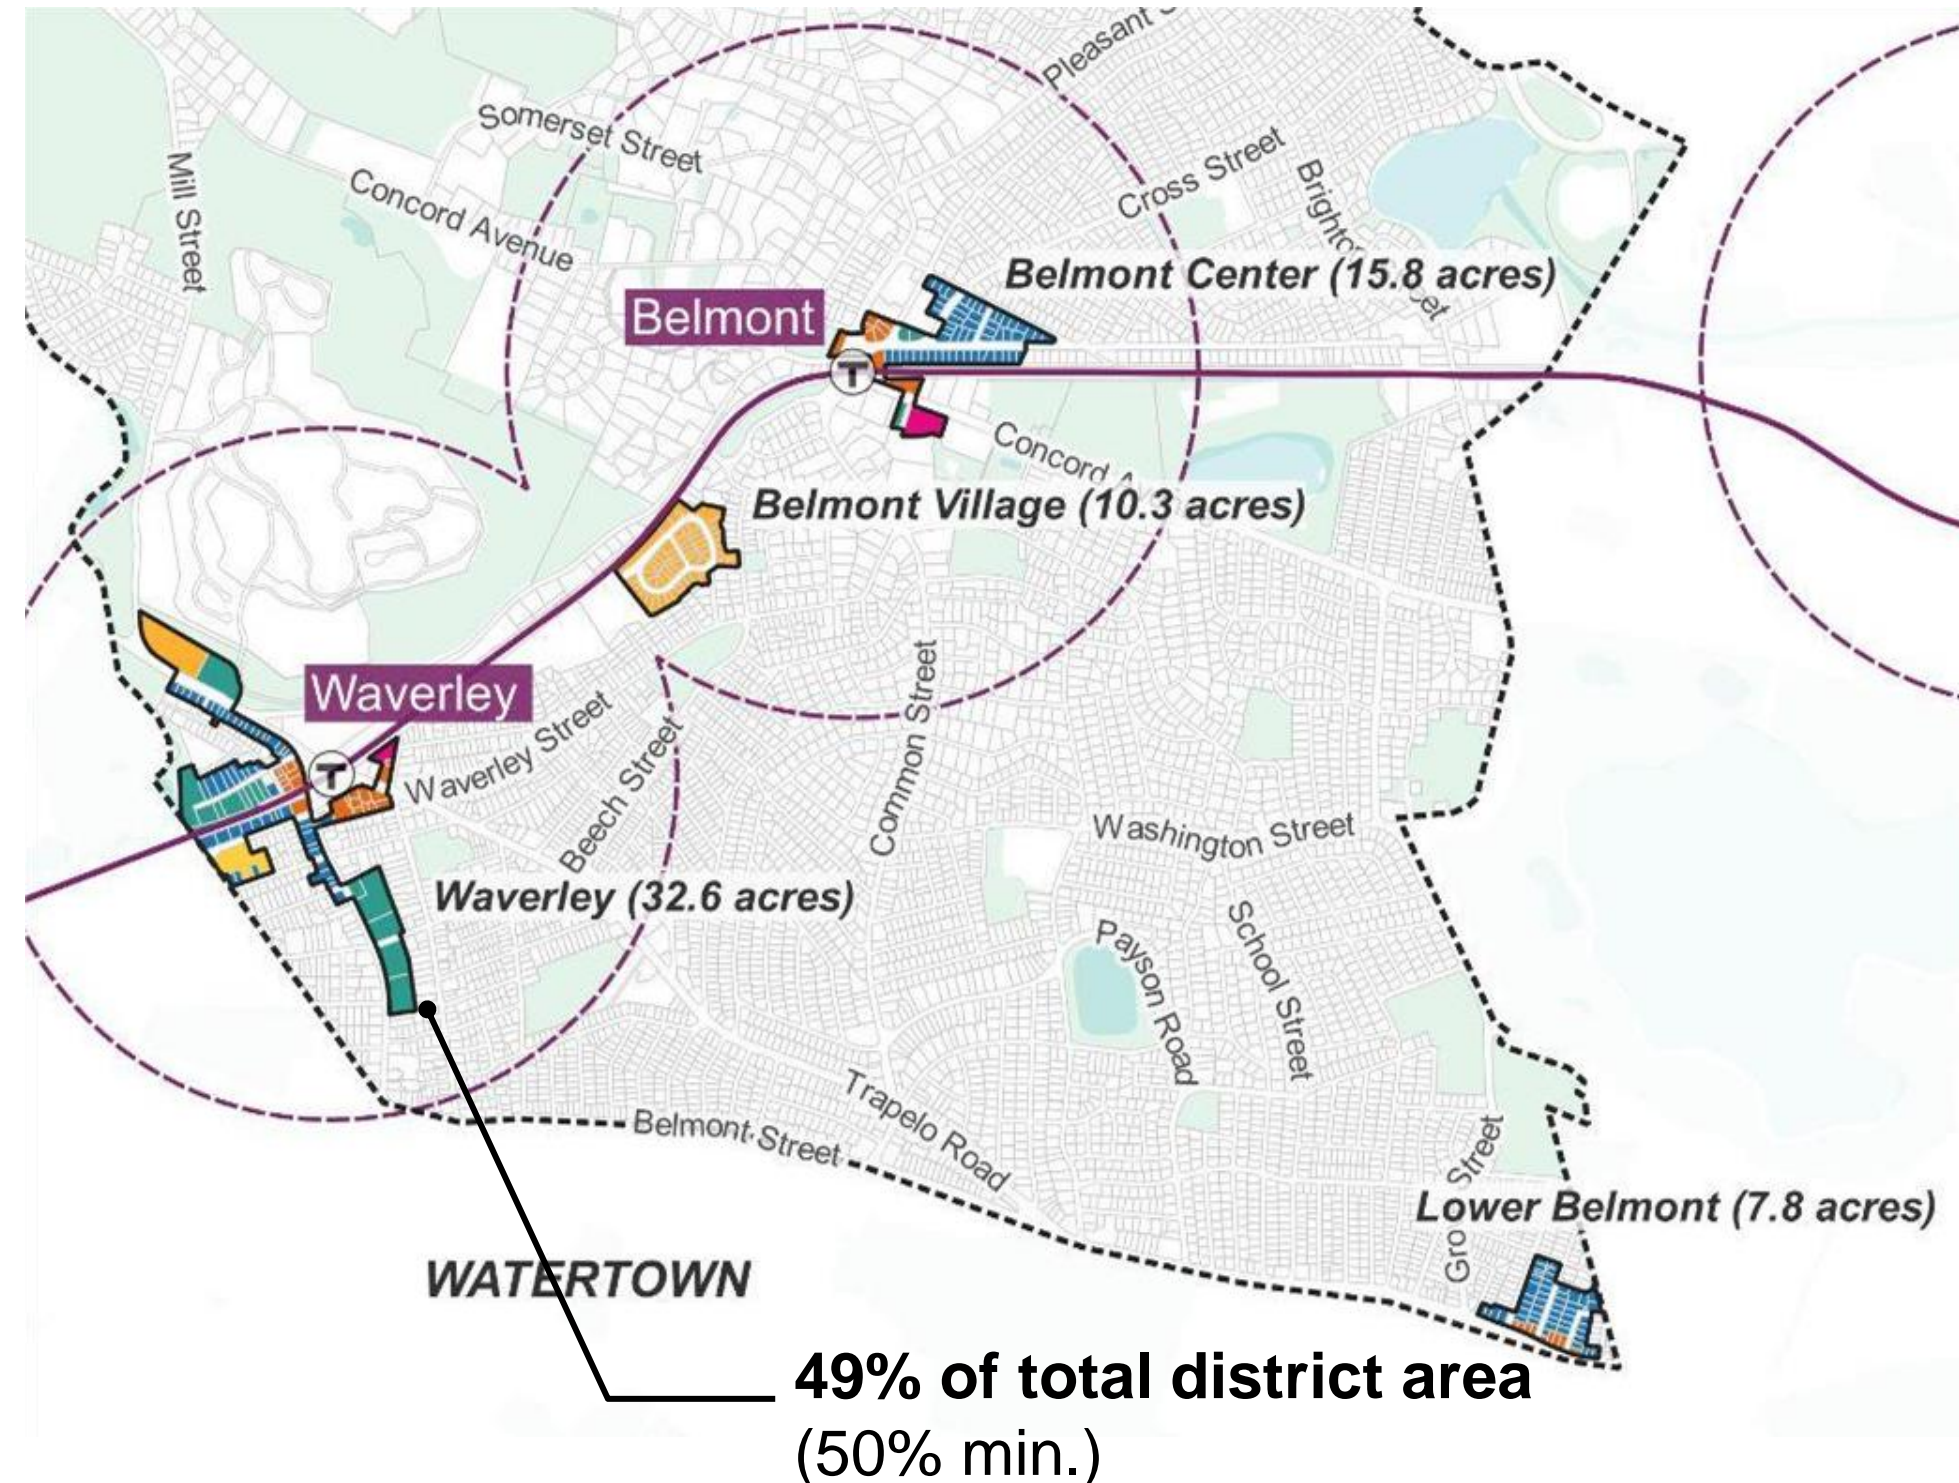 Pleasant S
Somerset Street
Mill Street
Concord Avenue
Cross Street
Belmont Center (15.8 acres)
Belmont
T
Concord A
Belmont Village (10.3 acres)
Waverley
T
Waverley Street
Beech Street
Common Street
Washington Street
Waverley (32.6 acres)
Payson Road
School Street
Trapelo Road
Belmont Street
Street
Lower Belmont (7.8 acres)
WATERTOWN
49% of total district area
(50% min.)